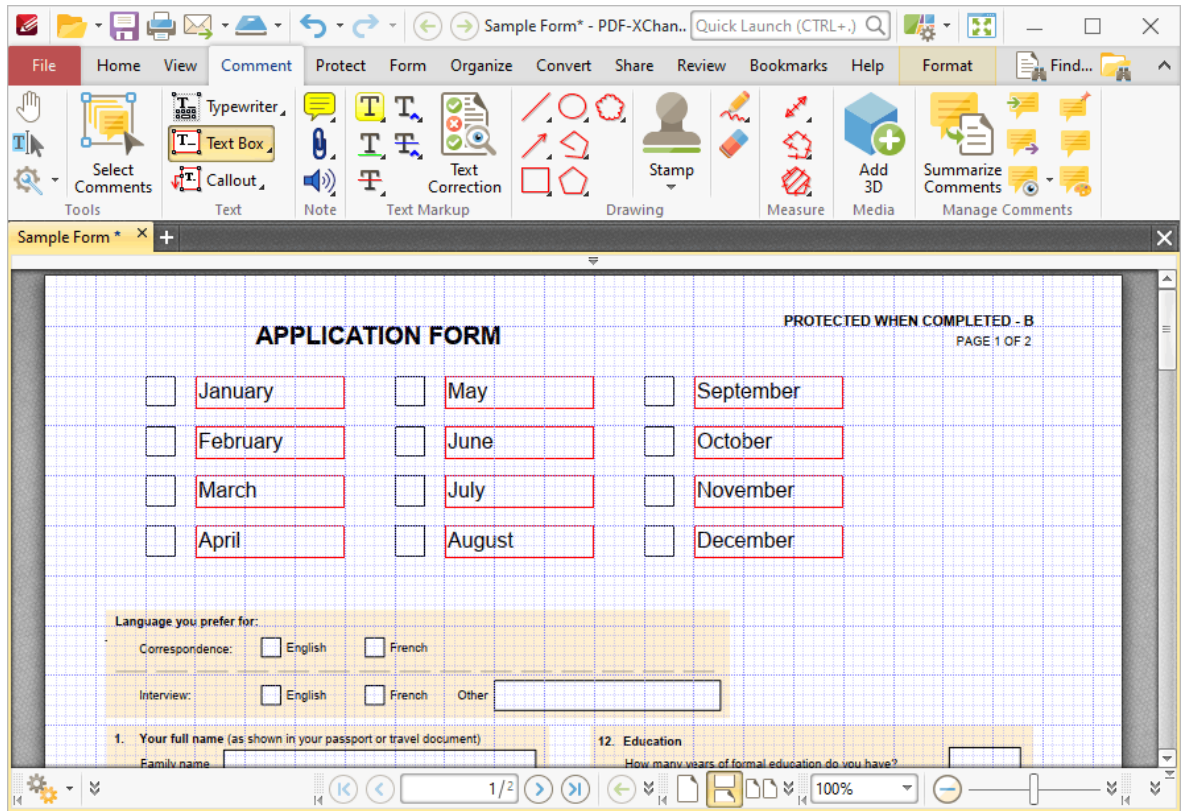 Sample Form* - PDF-XChan.. Quick Launch (CTRL+.)
File Home View Comment Protect Form Organize Convert Share Review Bookmarks Help Format Find...
Select Comments
Tools
Typewriter
Text Box
Callout
Text
Note
Text Markup
Text Correction
Drawing
Stamp
Measure
Add 3D
Media
Summarize Comments
Manage Comments
Sample Form *
APPLICATION FORM
PROTECTED WHEN COMPLETED - B
PAGE 1 OF 2
January May September
February June October
March July November
April August December
Language you prefer for:
Correspondence: English French
Interview: English French Other
1. Your full name (as shown in your passport or travel document)
Family name
12. Education
How many years of formal education do you have?
1/2 100%